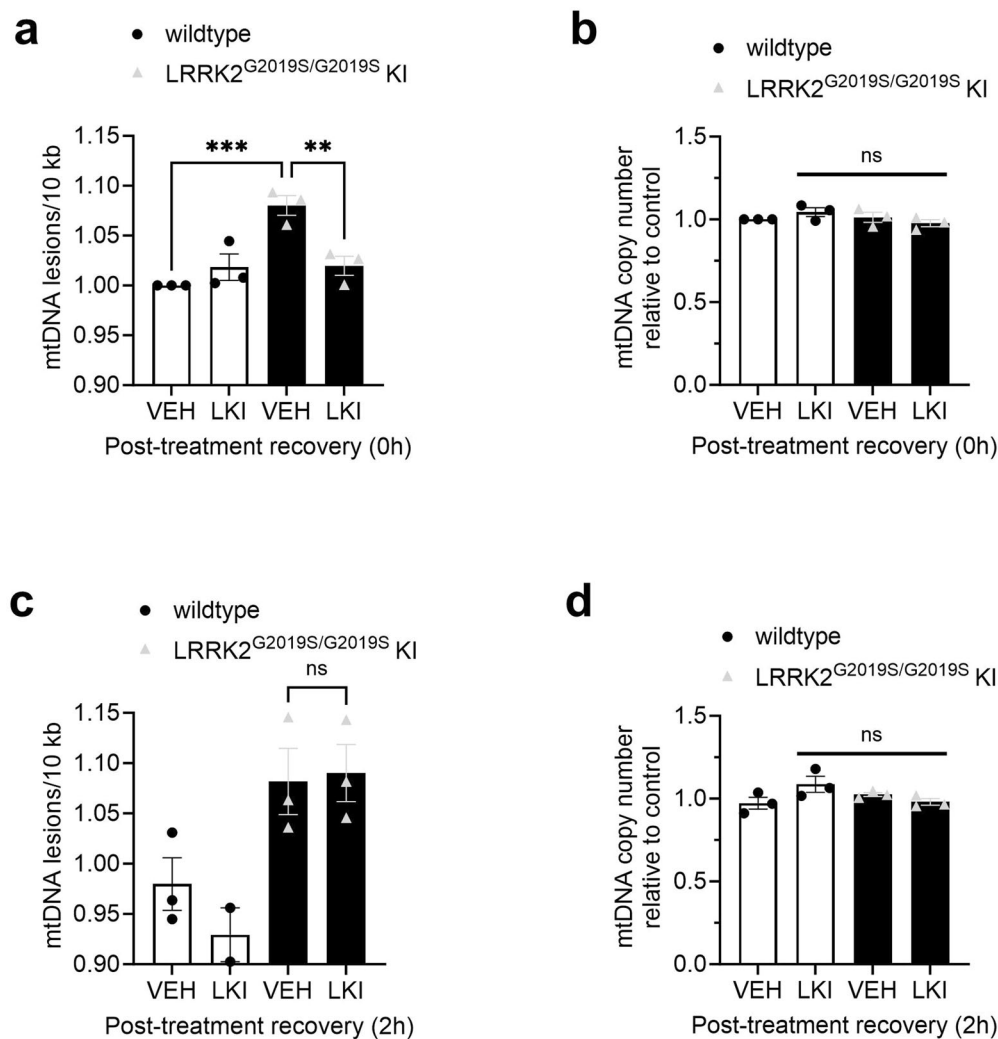 a
wildtype
LRRK2G2019S/G2019S KI
mtDNA lesions/10 kb
1.15
1.10
1.05
1.00
0.95
0.90
***
**
VEH LKI VEH LKI
Post-treatment recovery (0h)
b
wildtype
LRRK2G2019S/G2019S KI
mtDNA copy number
relative to control
1.5
1.0
0.5
0.0
ns
VEH LKI VEH LKI
Post-treatment recovery (0h)
c
wildtype
LRRK2G2019S/G2019S KI
mtDNA lesions/10 kb
1.15
1.10
1.05
1.00
0.95
0.90
ns
VEH LKI VEH LKI
Post-treatment recovery (2h)
d
wildtype
LRRK2G2019S/G2019S KI
mtDNA copy number
relative to control
1.5
1.0
0.5
0.0
ns
VEH LKI VEH LKI
Post-treatment recovery (2h)